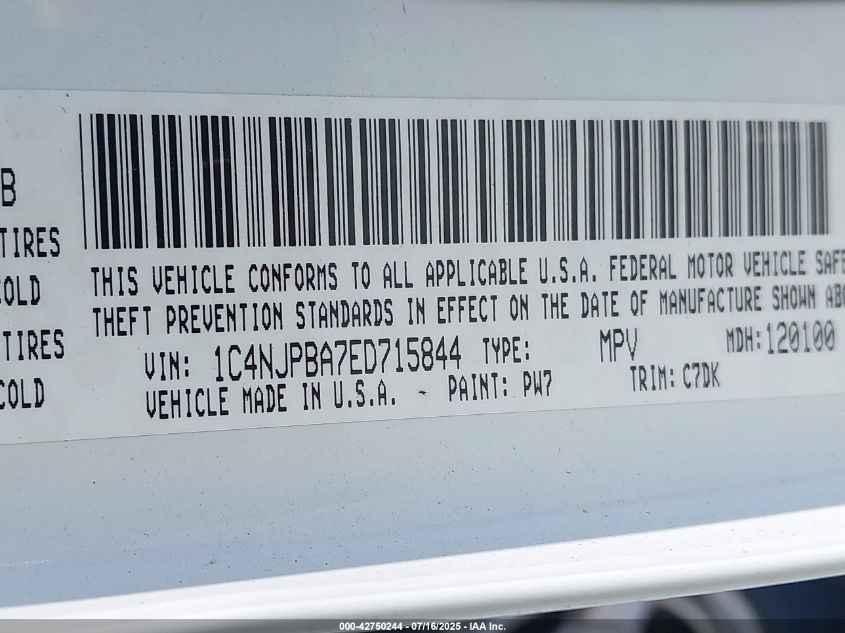 B
TIRES
COLD
TIRES
COLD
THIS VEHICLE CONFORMS TO ALL APPLICABLE U.S.A. FEDERAL MOTOR VEHICLE SAFE
THEFT PREVENTION STANDARDS IN EFFECT ON THE DATE OF MANUFACTURE SHOWN ABO
VIN: 1C4NJPBA7ED715844 TYPE: MPV MDH:120100
VEHICLE MADE IN U.S.A. - PAINT: PW7 TRIM: C7DK
000-42750244 - 07/16/2025 - IAA Inc.